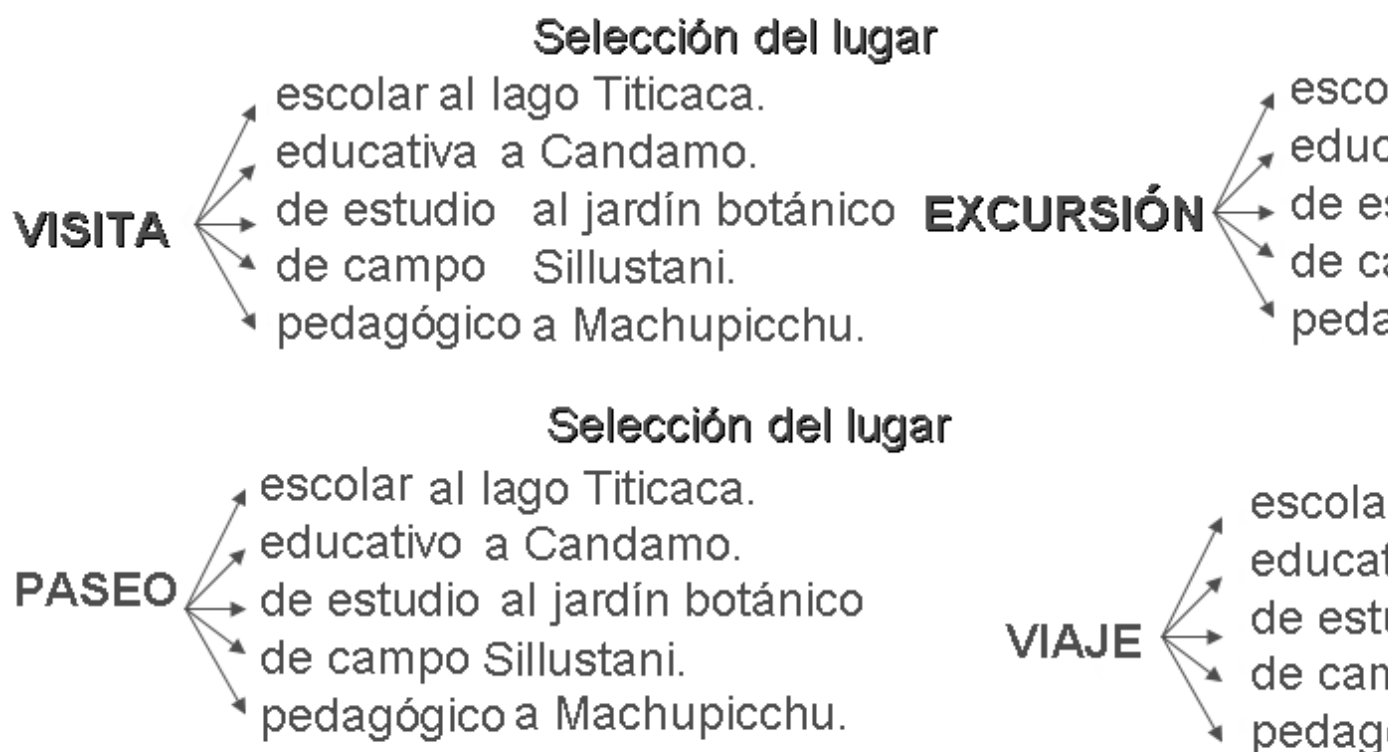 Selección del lugar
VISITA
escolar al lago Titicaca.
educativa a Candamo.
de estudio al jardín botánico
de campo Sillustani.
pedagógico a Machupicchu.
EXCURSIÓN
de
de
Selección del lugar
PASEO
escolar al lago Titicaca.
educativo a Candamo.
de estudio al jardín botánico
de campo Sillustani.
pedagógico a Machupicchu.
VIAJE
de
de